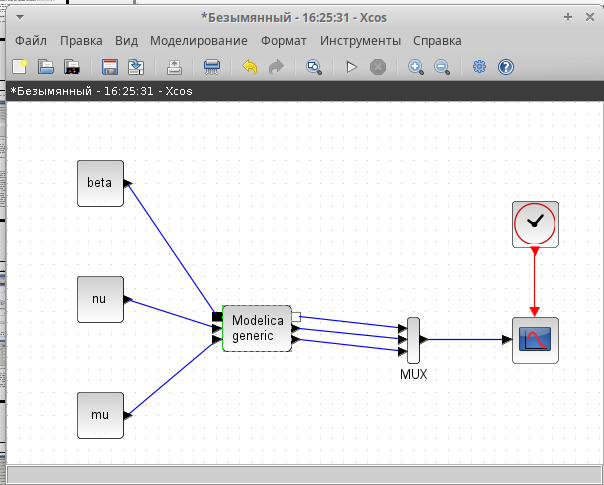 *Безымянный - 16:25:31 - Xcos
Файл Правка Вид Моделирование Формат Инструменты Справка
*Безымянный - 16:25:31 - Xcos
beta
nu
Modelica
generic
MUX
mu